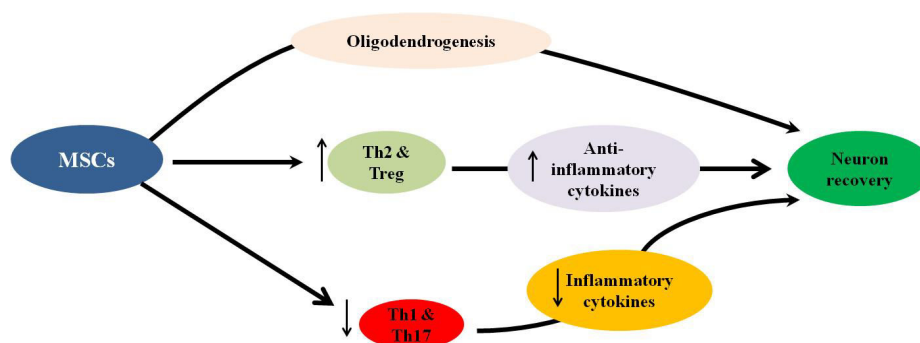 Oligodendrogenesis
MSCs
Th2 &
Treg
Anti-
inflammatory
cytokines
Neuron
recovery
Inflammatory
cytokines
Th1 &
Th17